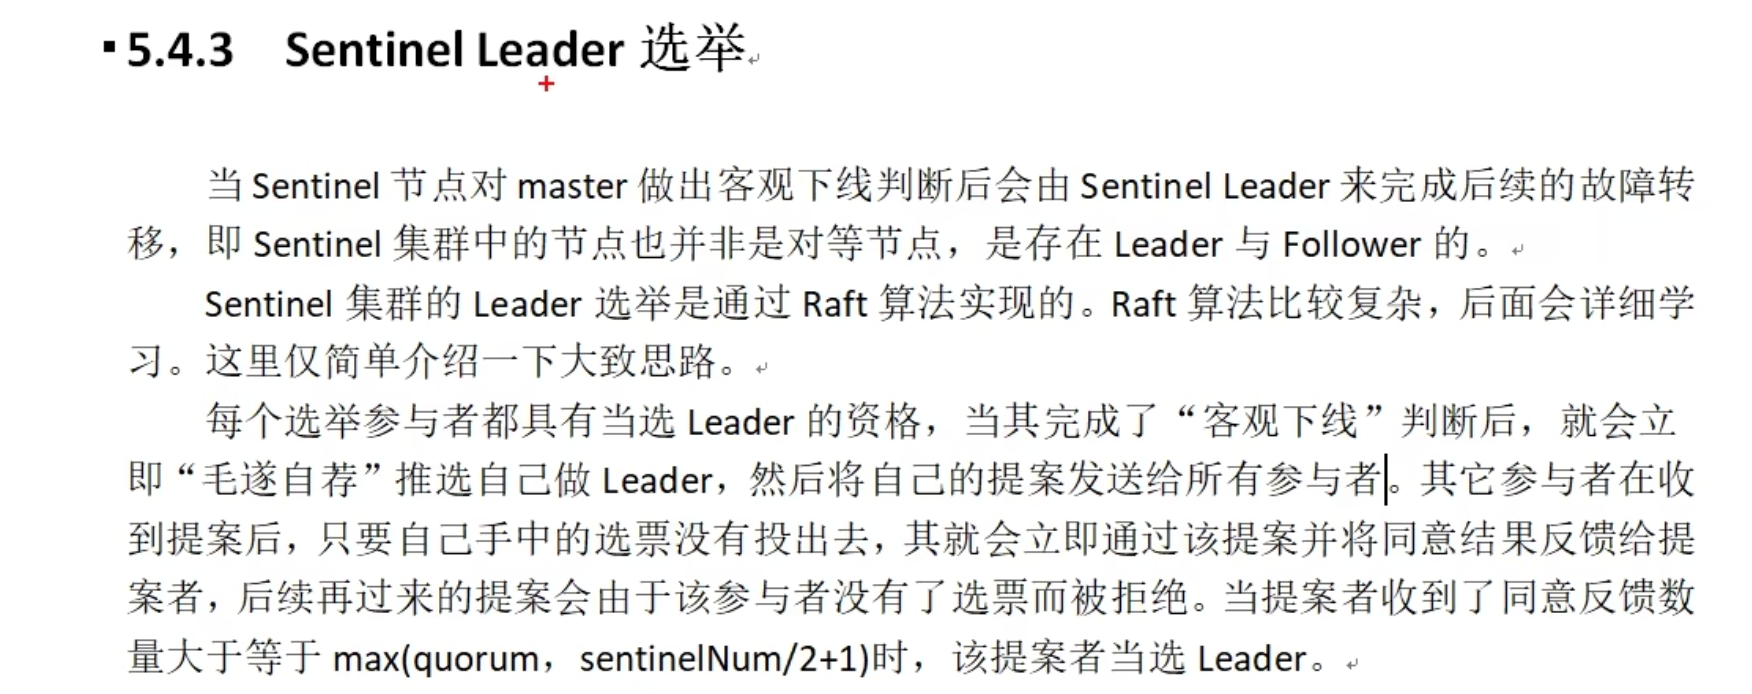 ▪5.4.3 Sentinel Leader 选举
当 Sentinel 节点对 master 做出客观下线判断后会由 Sentinel Leader 来完成后续的故障转
移，即 Sentinel 集群中的节点也并非是对等节点，是存在 Leader 与 Follower 的。
Sentinel 集群的 Leader 选举是通过 Raft 算法实现的。Raft 算法比较复杂，后面会详细学
习。这里仅简单介绍一下大致思路。
每个选举参与者都具有当选 Leader 的资格，当其完成了“客观下线”判断后，就会立
即“毛遂自荐”推选自己做 Leader，然后将自己的提案发送给所有参与者。其它参与者在收
到提案后，只要自己手中的选票没有投出去，其就会立即通过该提案并将同意结果反馈给提
案者，后续再过来的提案会由于该参与者没有了选票而被拒绝。当提案者收到了同意反馈数
量大于等于 max(quorum，sentinelNum/2+1)时，该提案者当选 Leader。